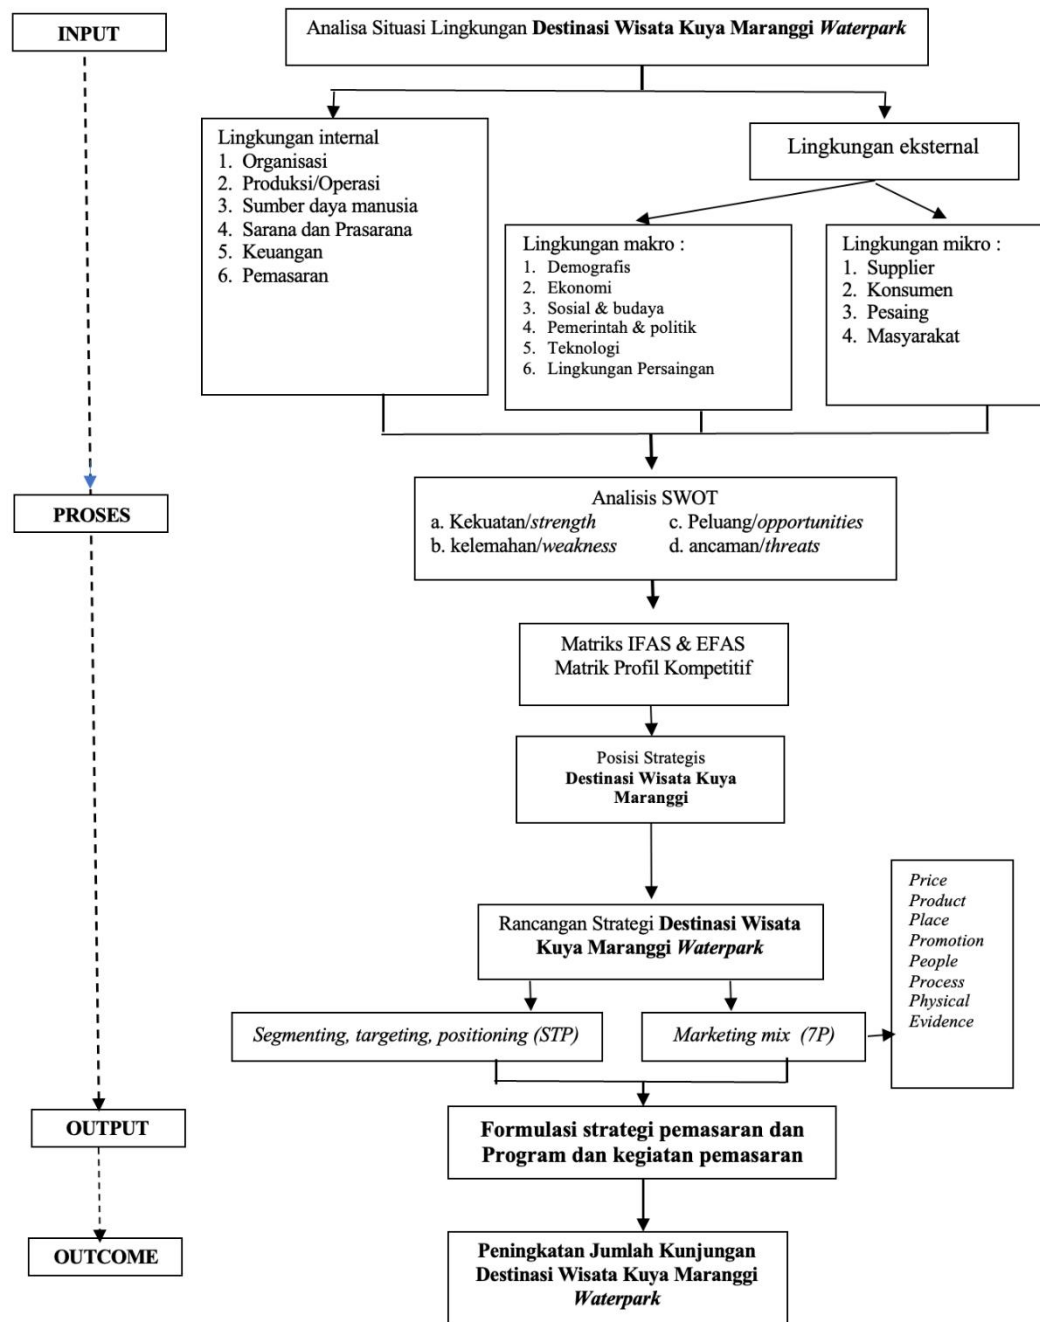 INPUT
Analisa Situasi Lingkungan Destinasi Wisata Kuya Maranggi Waterpark
Lingkungan internal
1. Organisasi
2. Produksi/Operasi
3. Sumber daya manusia
4. Sarana dan Prasarana
5. Keuangan
6. Pemasaran
Lingkungan eksternal
Lingkungan makro :
1. Demografis
2. Ekonomi
3. Sosial & budaya
4. Pemerintah & politik
5. Teknologi
6. Lingkungan Persaingan
Lingkungan mikro :
1. Supplier
2. Konsumen
3. Pesaing
4. Masyarakat
PROSES
Analisis SWOT
a. Kekuatan/strength
c. Peluang/opportunities
b. kelemahan/weakness
d. ancaman/threats
Matriks IFAS & EFAS
Matrik Profil Kompetitif
Posisi Strategis
Destinasi Wisata Kuya
Maranggi
Rancangan Strategi Destinasi Wisata
Kuya Maranggi Waterpark
Price
Product
Place
Promotion
People
Process
Physical
Evidence
Segmenting, targeting, positioning (STP)
Marketing mix (7P)
OUTPUT
Formulasi strategi pemasaran dan
Program dan kegiatan pemasaran
OUTCOME
Peningkatan Jumlah Kunjungan
Destinasi Wisata Kuya Maranggi
Waterpark